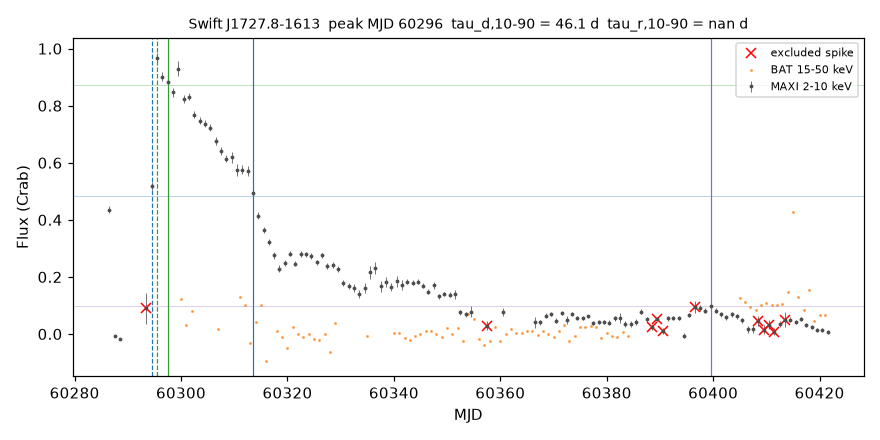 Swift J1727.8-1613  peak MJD 60296  tau_d,10-90 = 46.1 d  tau_r,10-90 = nan d
excluded spike
BAT 15-50 keV
MAXI 2-10 keV
Flux (Crab)
1.0
0.8
0.6
0.4
0.2
0.0
60280 60300 60320 60340 60360 60380 60400 60420
MJD